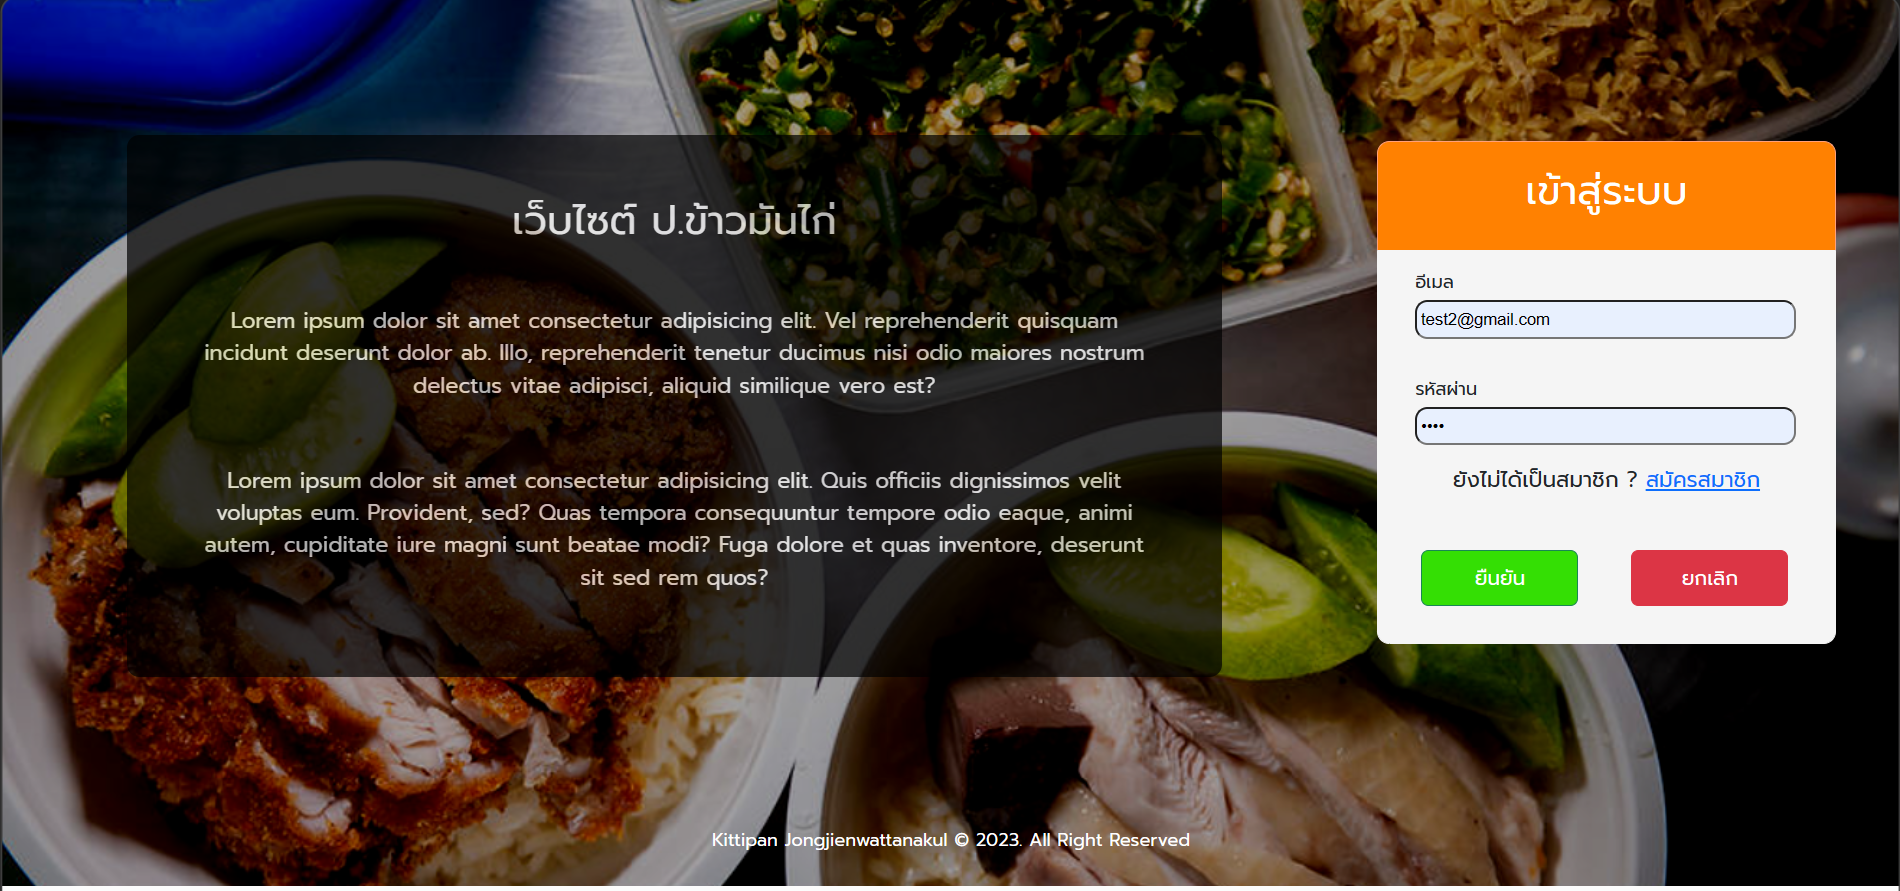 เว็บไซต์ ป.ข้าวมันไก่
Lorem ipsum dolor sit amet consectetur adipisicing elit. Vel reprehenderit quisquam
incidunt deserunt dolor ab. Illo, reprehenderit tenetur ducimus nisi odio maiores nostrum
delectus vitae adipisci, aliquid similique vero est?
Lorem ipsum dolor sit amet consectetur adipisicing elit. Quis officiis dignissimos velit
voluptas eum. Provident, sed? Quas tempora consequuntur tempore odio eaque, animi
autem, cupiditate iure magni sunt beatae modi? Fuga dolore et quas inventore, deserunt
sit sed rem quos?
เข้าสู่ระบบ
อีเมล
test2@gmail.com
รหัสผ่าน
••••
ยังไม่ได้เป็นสมาชิก ? สมัครสมาชิก
ยืนยัน
ยกเลิก
Kittipan Jongjienwattanakul © 2023. All Right Reserved